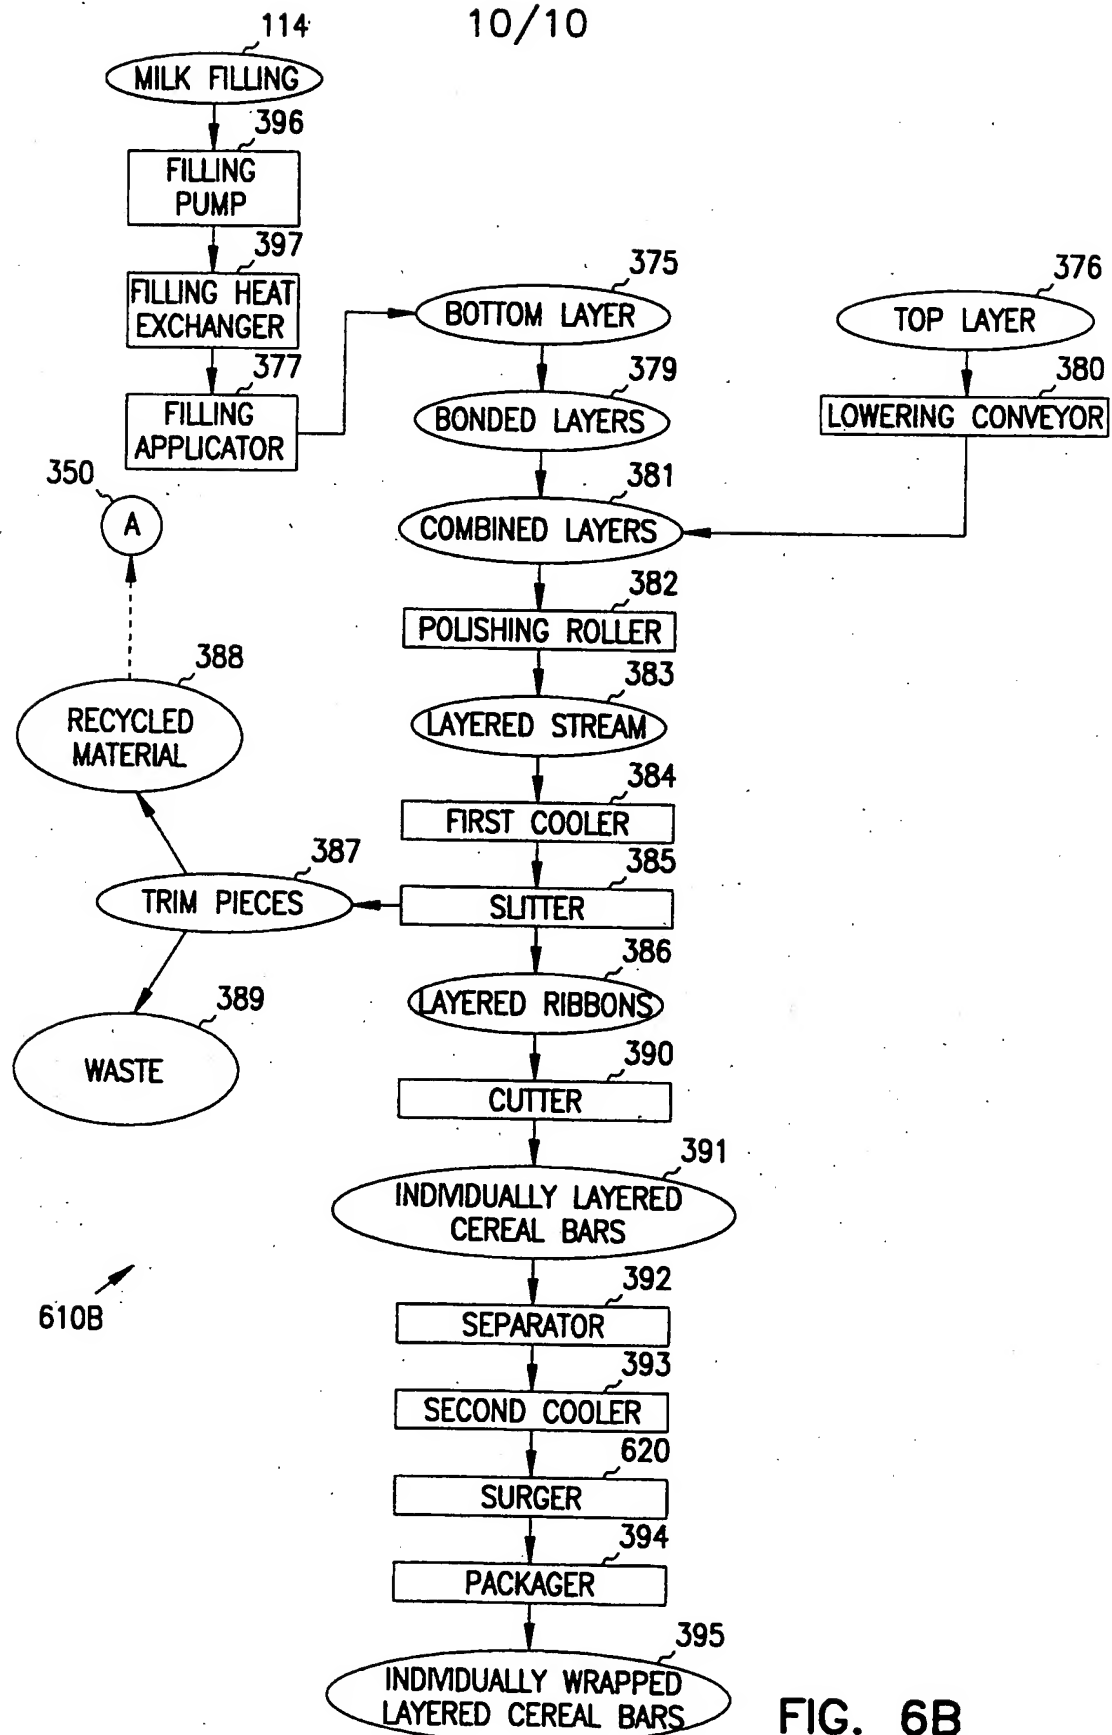 10/10
114
MILK FILLING
396
FILLING
PUMP
397
FILLING HEAT
EXCHANGER
377
FILLING
APPLICATOR
375
BOTTOM LAYER
376
TOP LAYER
379
BONDED LAYERS
380
LOWERING CONVEYOR
350
A
381
COMBINED LAYERS
382
POLISHING ROLLER
388
RECYCLED
MATERIAL
383
LAYERED STREAM
384
FIRST COOLER
387
TRIM PIECES
385
SLITTER
386
LAYERED RIBBONS
389
WASTE
390
CUTTER
391
INDIVIDUALLY LAYERED
CEREAL BARS
610B
392
SEPARATOR
393
SECOND COOLER
620
SURGER
394
PACKAGER
395
INDIVIDUALLY WRAPPED
LAYERED CEREAL BARS
FIG. 6B